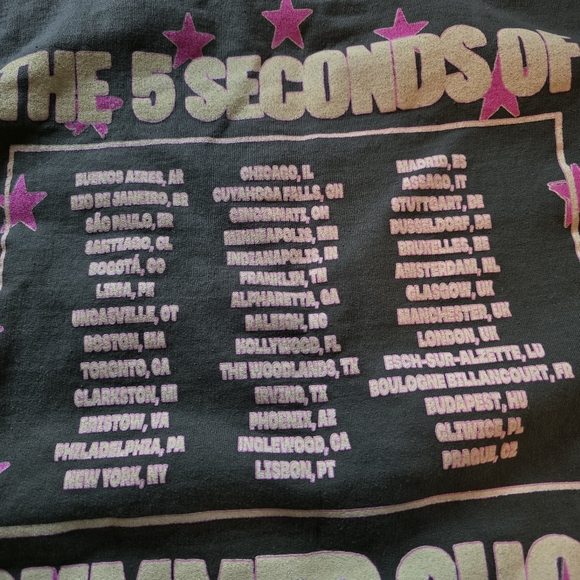 THE 5 SECONDS OF
BUENOS AIRES, AR
RIO DE JANEIRO, BR
SÃO PAULO, BR
SANTIAGO, CL
BOGOTÁ, CO
LIMA, PE
UNCASVILLE, CT
BOSTON, MA
TORONTO, CA
CLARKSTON, MI
BRISTOW, VA
PHILADELPHIA, PA
NEW YORK, NY
CHICAGO, IL
CUYAHOGA FALLS, OH
CINCINNATI, OH
MINNEAPOLIS, MN
INDIANAPOLIS, IN
FRANKLIN, TN
ALPHARETTA, GA
RALEIGH, NC
HOLLYWOOD, FL
THE WOODLANDS, TX
IRVING, TX
PHOENIX, AZ
INGLEWOOD, CA
LISBON, PT
MADRID, ES
ASSAGO, IT
STUTTGART, DE
DUSSELDORF, DE
BRUXELLES, BE
AMSTERDAM, NL
GLASGOW, UK
MANCHESTER, UK
LONDON, UK
ESCH-SUR-ALZETTE, LU
BOULOGNE BILLANCOURT, FR
BUDAPEST, HU
GLIWICE, PL
PRAGUE, CZ
SUMMER SHO